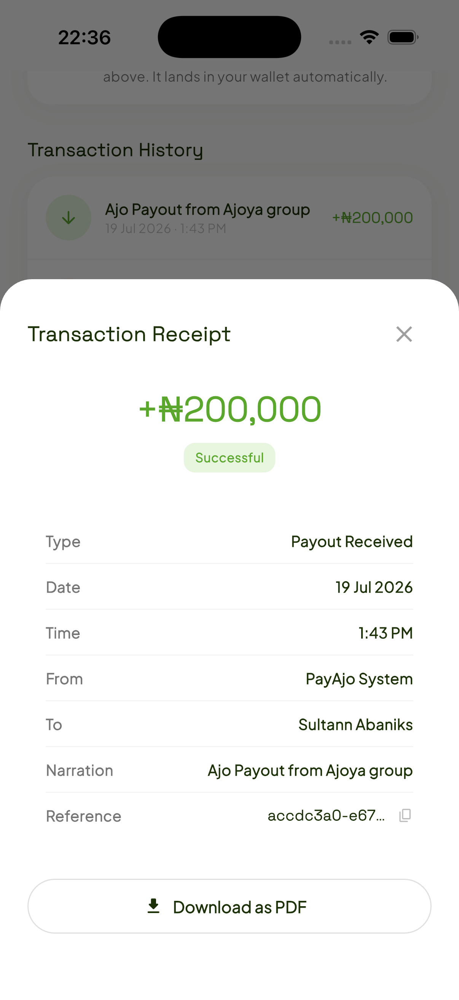 22:36
above. It lands in your wallet automatically.
Transaction History
Ajo Payout from Ajoya group
+₦200,000
19 Jul 2026 · 1:43 PM
Transaction Receipt
+₦200,000
Successful
Type Payout Received
Date 19 Jul 2026
Time 1:43 PM
From PayAjo System
To Sultann Abaniks
Narration Ajo Payout from Ajoya group
Reference accdc3a0-e67...
Download as PDF